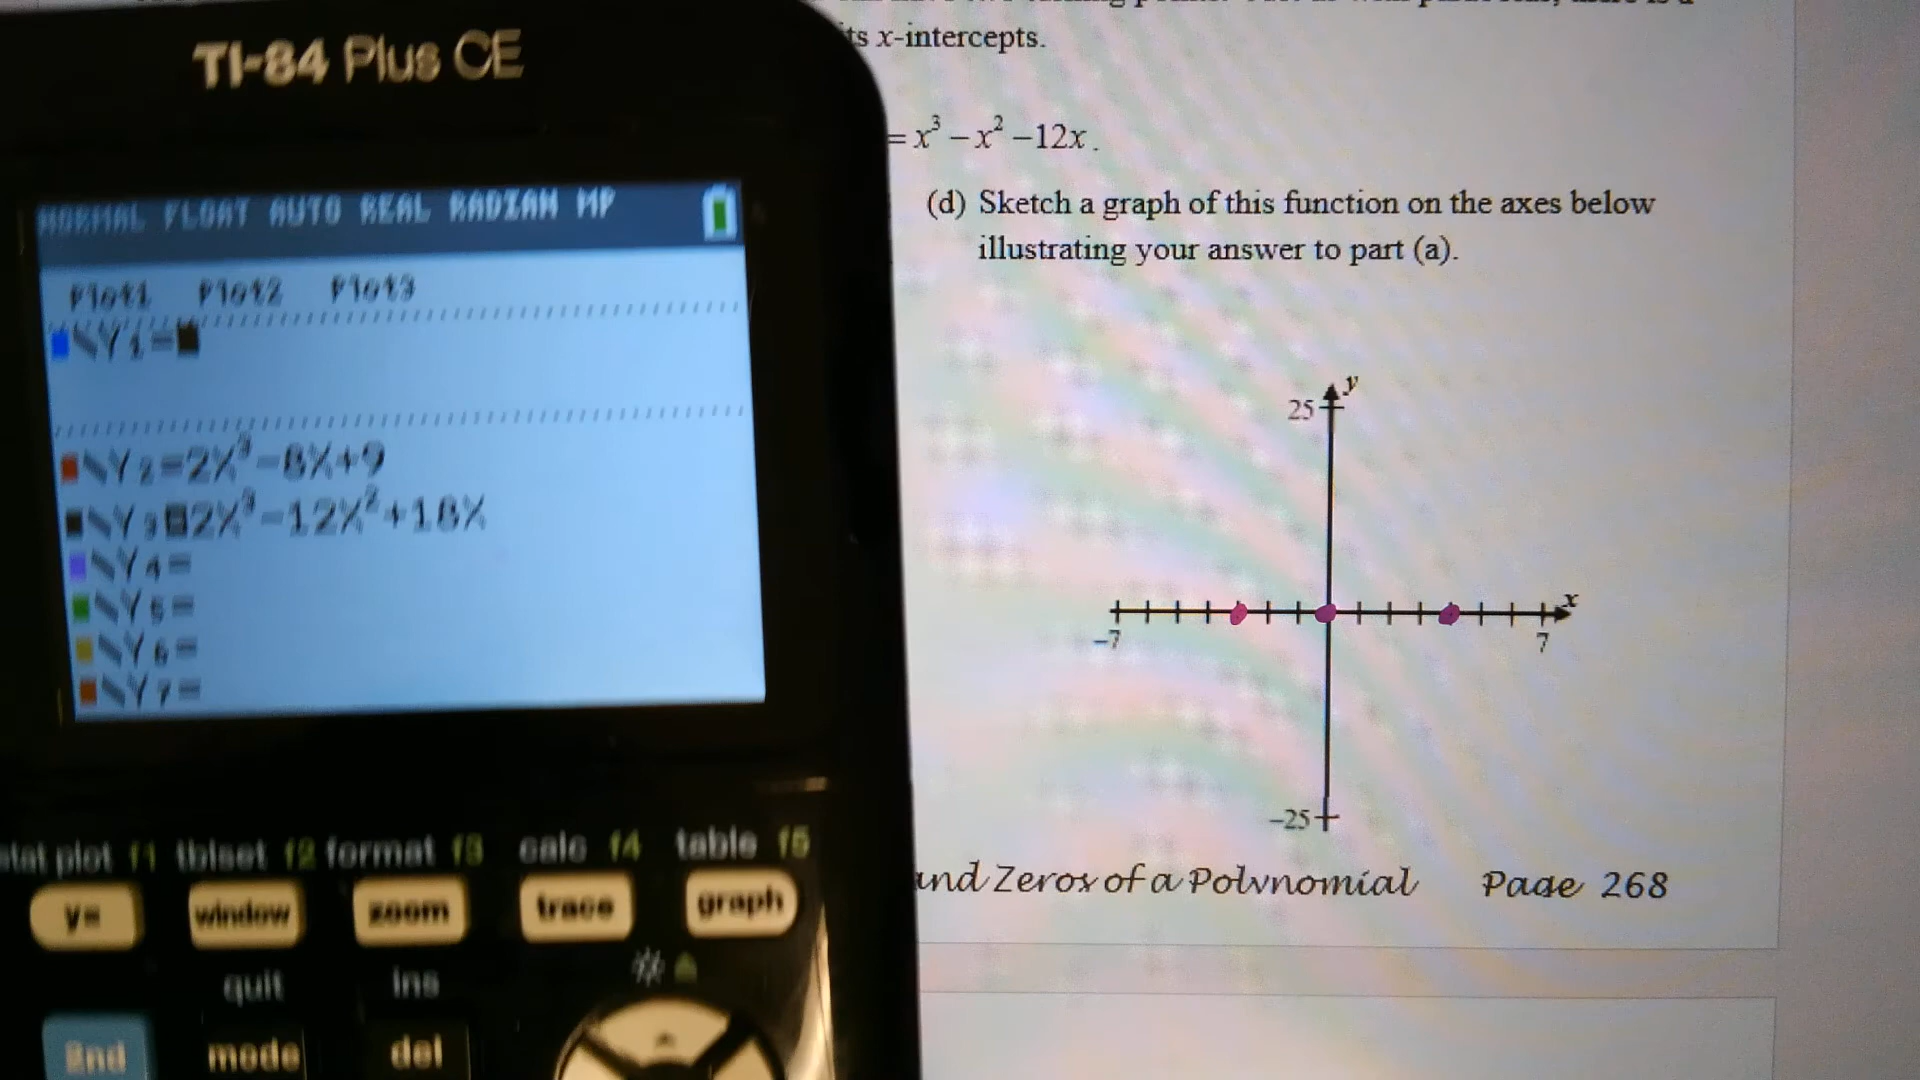 TI-84 Plus CE
NORMAL FLOAT AUTO REAL RADIAN MP
Plot1 Plot2 Plot3
\Y1=
\Y2=2X³-8X+9
\Y3=2X³-12X²+18X
\Y4=
\Y5=
\Y6=
\Y7=
stat plot f1 tblset f2 format f3 calc f4 table f5
y= window zoom trace graph
quit ins
2nd mode del
its x-intercepts.
= x³ – x² – 12x.
(d) Sketch a graph of this function on the axes below
illustrating your answer to part (a).
y
25
x
–7
7
–25
and Zeros of a Polynomial Page 268